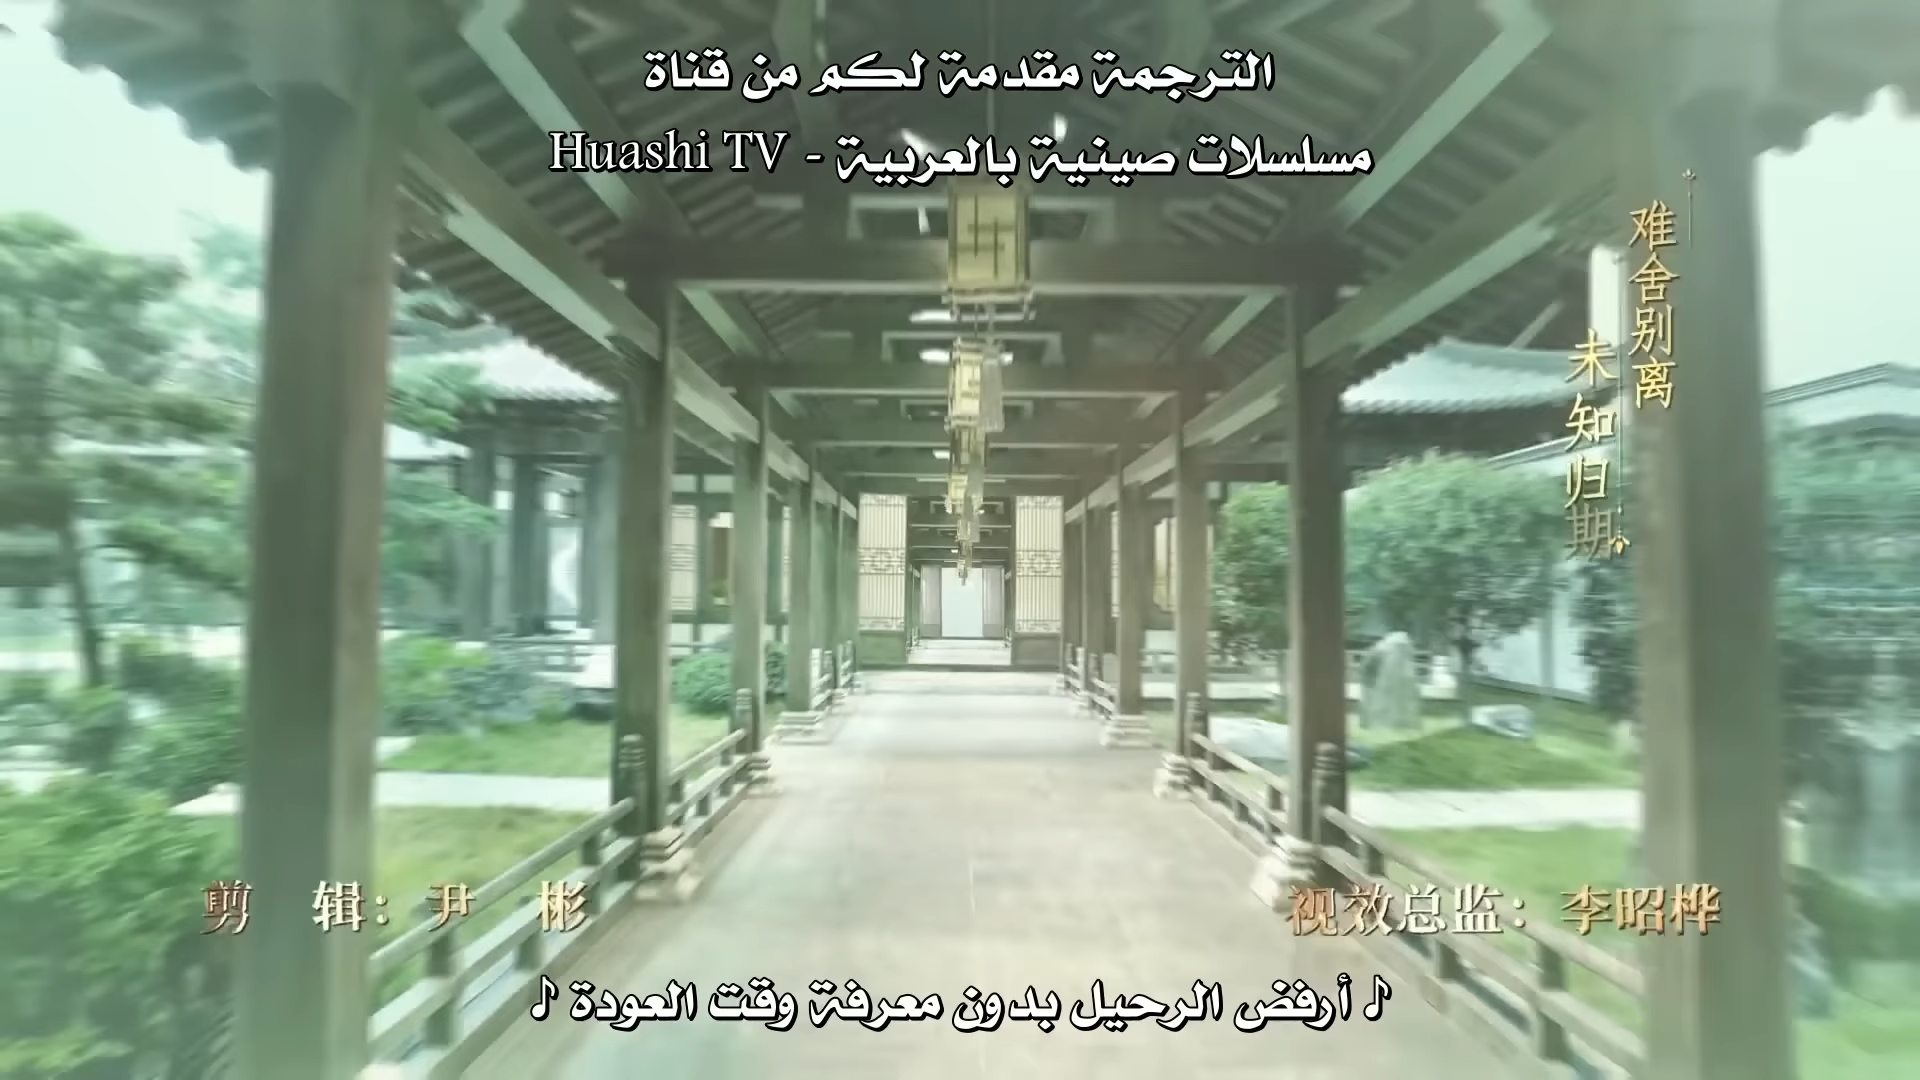 الترجمة مقدمة لكم من قناة
مسلسلات صينية بالعربية - Huashi TV
难舍别离
未知归期
剪 辑：尹 彬
视效总监：李昭桦
♪ أرفض الرحيل بدون معرفة وقت العودة ♪